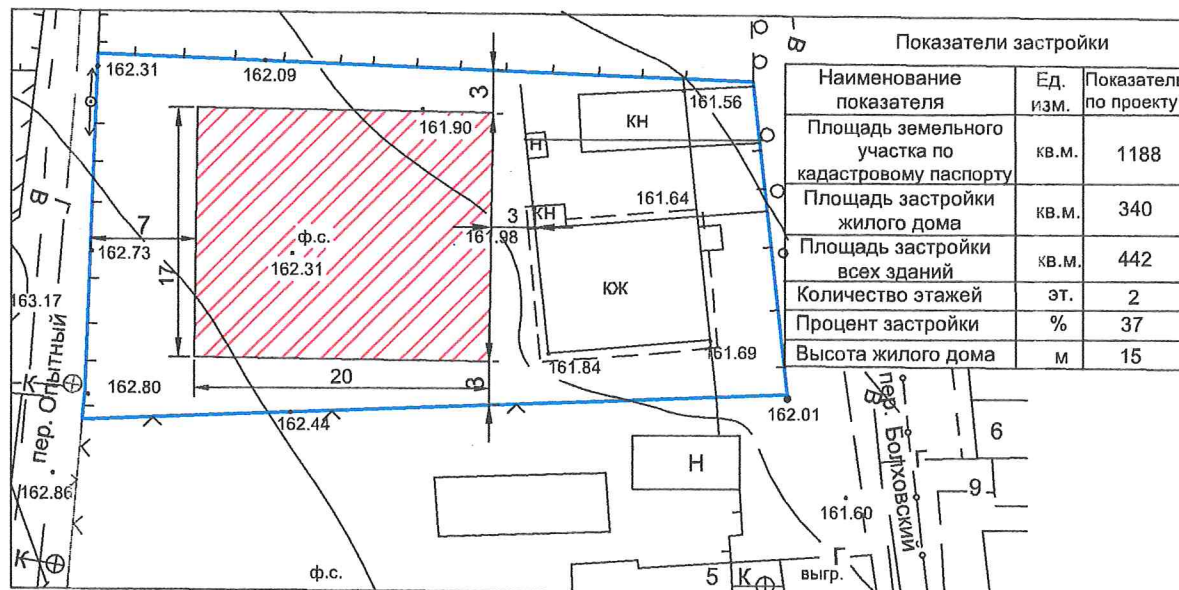 Показатели застройки
Наименование показателя
Ед. изм.
Показатель по проекту
Площадь земельного участка по кадастровому паспорту
кв.м.
1188
Площадь застройки жилого дома
кв.м.
340
Площадь застройки всех зданий
кв.м.
442
Количество этажей
эт.
2
Процент застройки
%
37
Высота жилого дома
м
15
162.31
162.09
3
161.56
В
161.90
кн
н
В
Г
7
162.73
ф.с.
162.31
3
161.98
кн
161.64
17
163.17
кж
пер. Опытный
20
3
161.84
161.69
К
162.80
162.44
162.01
пер. Болховский
В
Г
6
9
Н
162.86
161.60
К
ф.с.
5
К
Г
выгр.